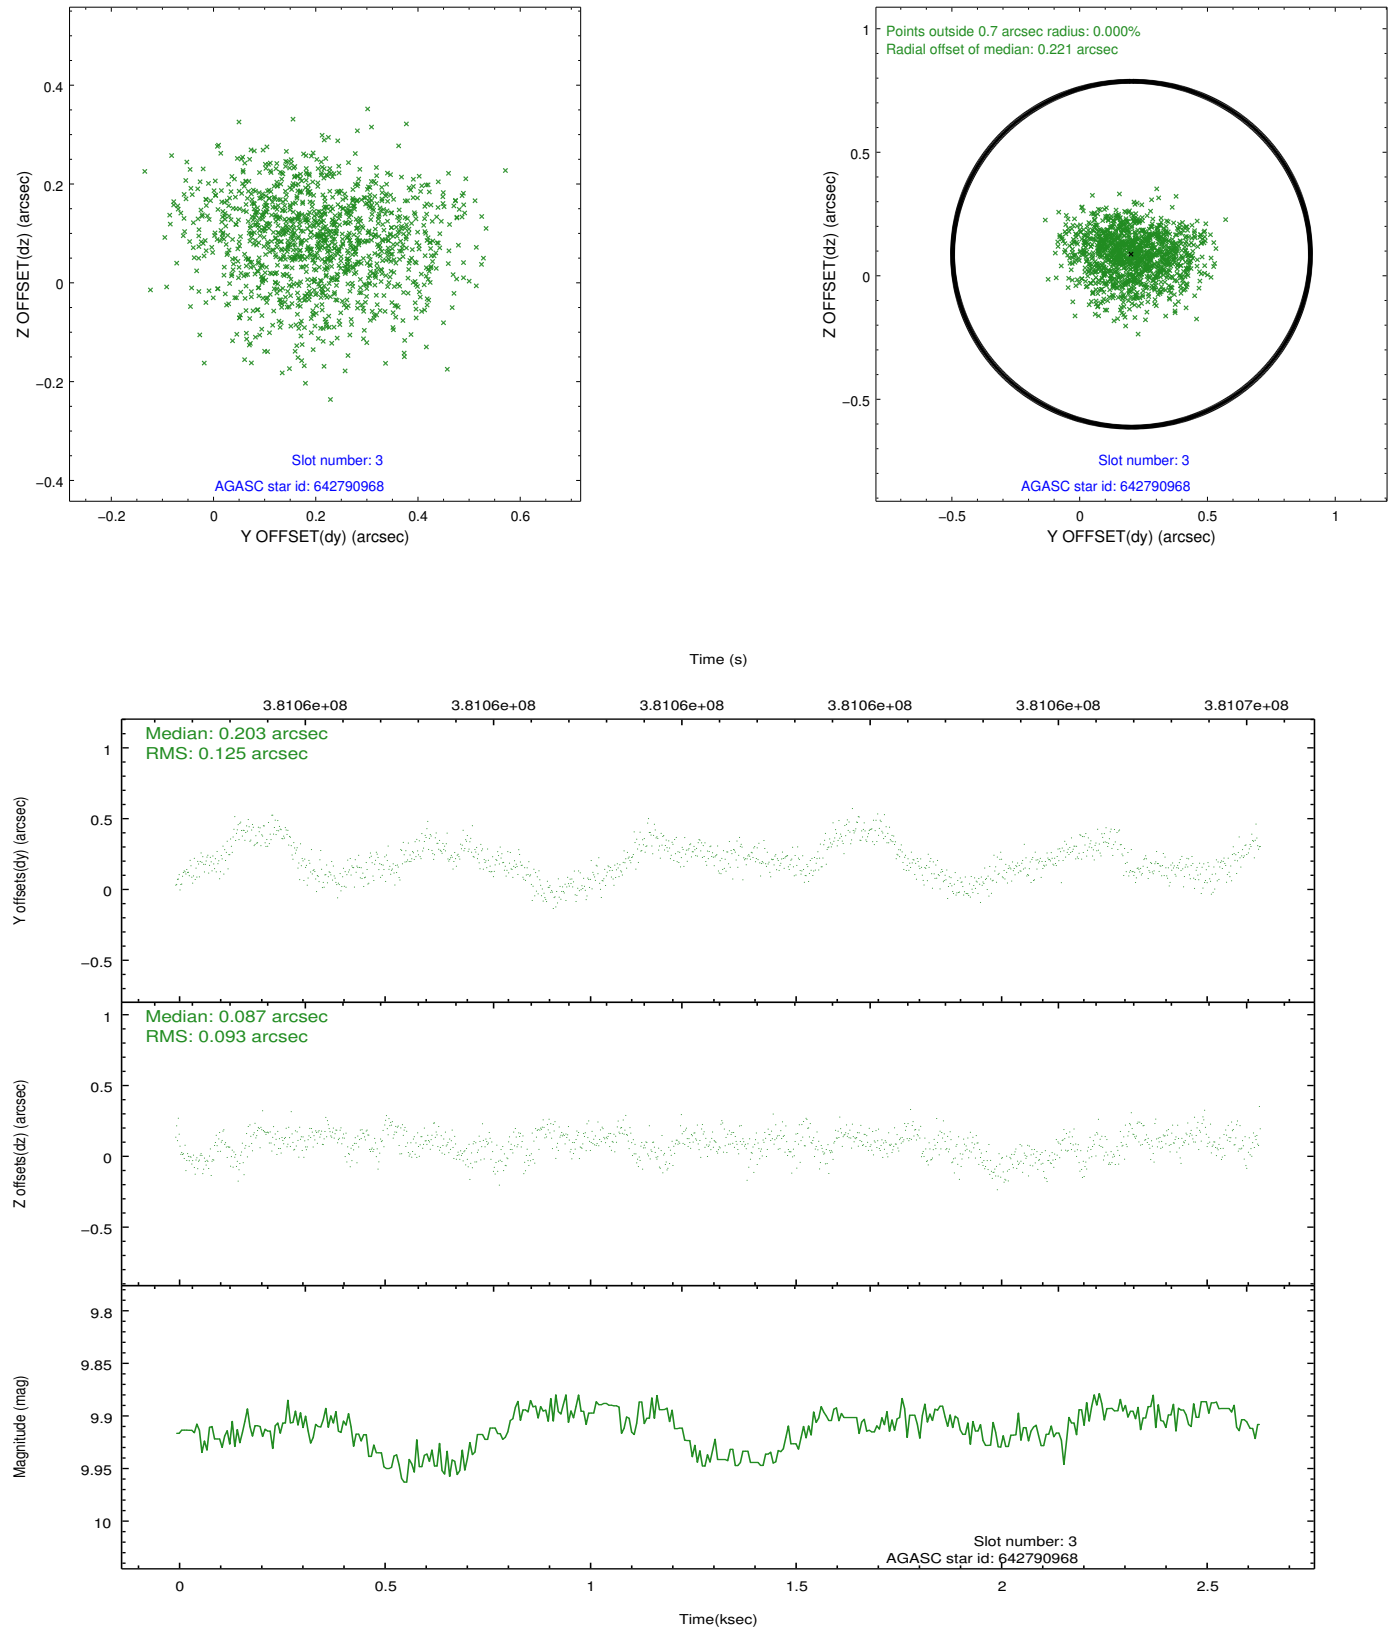 0.4
0.2
0
−0.2
−0.4
Z OFFSET(dz) (arcsec)
Slot number: 3
AGASC star id: 642790968
−0.2 0 0.2 0.4 0.6
Y OFFSET(dy) (arcsec)
Points outside 0.7 arcsec radius: 0.000%
Radial offset of median: 0.221 arcsec
1
0.5
0
−0.5
Z OFFSET(dz) (arcsec)
Slot number: 3
AGASC star id: 642790968
−0.5 0 0.5 1
Y OFFSET(dy) (arcsec)
Time (s)
3.8106e+08 3.8106e+08 3.8106e+08 3.8106e+08 3.8106e+08 3.8107e+08
Median: 0.203 arcsec
RMS: 0.125 arcsec
1
0.5
0
−0.5
Y offsets(dy) (arcsec)
Median: 0.087 arcsec
RMS: 0.093 arcsec
1
0.5
0
−0.5
Z offsets(dz) (arcsec)
9.8
9.85
9.9
9.95
10
Magnitude (mag)
Slot number: 3
AGASC star id: 642790968
0 0.5 1 1.5 2 2.5
Time(ksec)